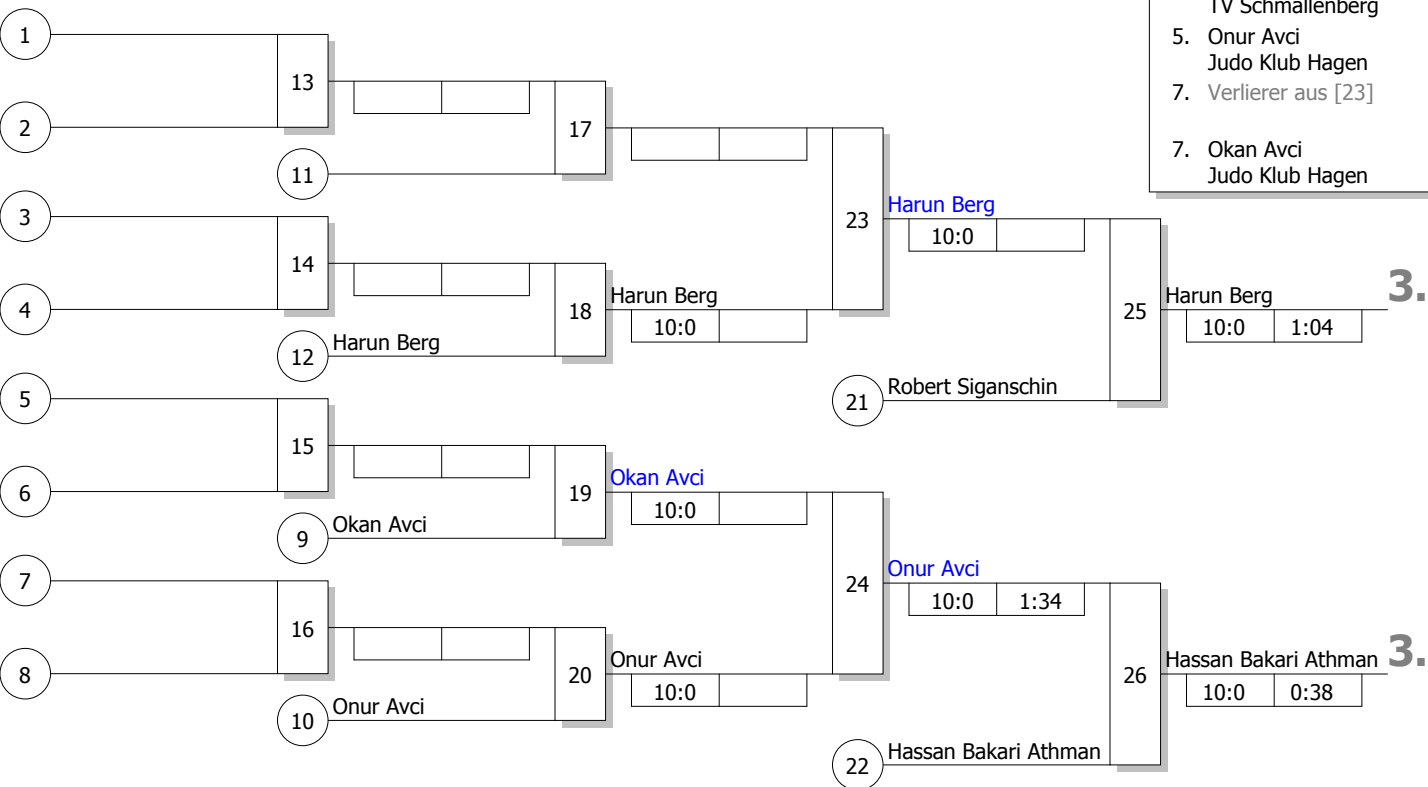 TV Schmallenberg
5. Onur Avci
Judo Klub Hagen
7. Verlierer aus [23]
7. Okan Avci
Judo Klub Hagen
1
13
2
17
11
3
23
Harun Berg
10:0
14
4
18
Harun Berg
10:0
12
Harun Berg
25
Harun Berg
3.
10:0 1:04
5
21
Robert Siganschin
15
6
19
Okan Avci
10:0
9
Okan Avci
7
24
Onur Avci
10:0 1:34
16
8
20
Onur Avci
10:0
10
Onur Avci
26
Hassan Bakari Athman
3.
10:0 0:38
22
Hassan Bakari Athman